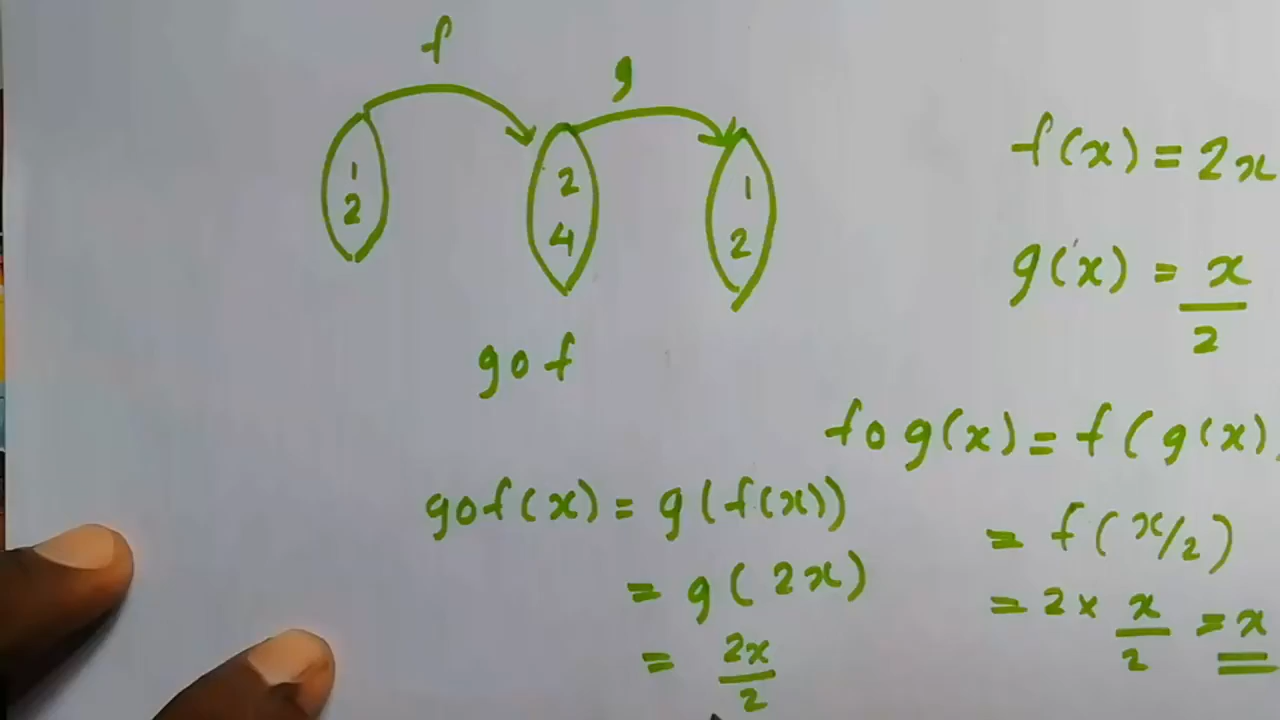 f
g
1
2
2
4
1
2
f(x) = 2x
g(x) = x/2
gof
fog(x) = f(g(x)
gof(x) = g(f(x))
= f(x/2)
= g(2x)
= 2 × x/2 = x
= 2x/2